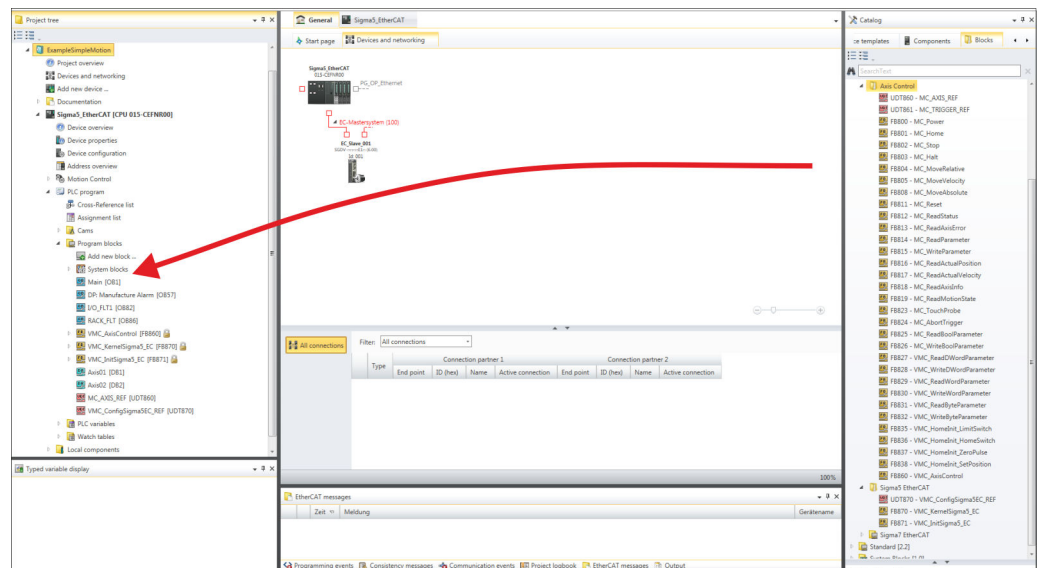 Project tree
ExampleSimpleMotion
Project overview
Devices and networking
Add new device ...
Documentation
Sigma5_EtherCAT [CPU 015-CEFNR00]
Device overview
Device properties
Device configuration
Address overview
Motion Control
PLC program
Cross-Reference list
Assignment list
Cams
Program blocks
Add new block ...
System blocks
Main [OB1]
DP: Manufacture Alarm [OB57]
I/O_FLT1 [OB82]
RACK_FLT [OB86]
VMC_AxisControl [FB860]
VMC_KernelSigma5_EC [FB870]
VMC_InitSigma5_EC [FB871]
Axis01 [DB1]
Axis02 [DB2]
MC_AXIS_REF [UDT860]
VMC_ConfigSigma5EC_REF [UDT870]
PLC variables
Watch tables
Local components
Typed variable display
General Sigma5_EtherCAT
Start page Devices and networking
Sigma5_EtherCAT
015-CEFNR00
PG_OP_Ethernet
EC-Mastersystem (100)
EC_Slave_001
Id 001
All connections
Filter: All connections
Type Connection partner 1 Connection partner 2
End point ID (hex) Name Active connection End point ID (hex) Name Active connection
100%
EtherCAT messages
Zeit Meldung Gerätename
Programming events Consistency messages Communication events Project logbook EtherCAT messages Output
Catalog
ce templates Components Blocks
SearchText
Axis Control
UDT860 - MC_AXIS_REF
UDT861 - MC_TRIGGER_REF
FB800 - MC_Power
FB801 - MC_Home
FB802 - MC_Stop
FB803 - MC_Halt
FB804 - MC_MoveRelative
FB805 - MC_MoveVelocity
FB808 - MC_MoveAbsolute
FB811 - MC_Reset
FB812 - MC_ReadStatus
FB813 - MC_ReadAxisError
FB814 - MC_ReadParameter
FB815 - MC_WriteParameter
FB816 - MC_ReadActualPosition
FB817 - MC_ReadActualVelocity
FB818 - MC_ReadAxisInfo
FB819 - MC_ReadMotionState
FB823 - MC_TouchProbe
FB824 - MC_AbortTrigger
FB825 - MC_ReadBoolParameter
FB826 - MC_WriteBoolParameter
FB827 - VMC_ReadDWordParameter
FB828 - VMC_WriteDWordParameter
FB829 - VMC_ReadWordParameter
FB830 - VMC_WriteWordParameter
FB831 - VMC_ReadByteParameter
FB832 - VMC_WriteByteParameter
FB835 - VMC_HomeInit_LimitSwitch
FB836 - VMC_HomeInit_HomeSwitch
FB837 - VMC_HomeInit_ZeroPulse
FB838 - VMC_HomeInit_SetPosition
FB860 - VMC_AxisControl
Sigma5 EtherCAT
UDT870 - VMC_ConfigSigma5EC_REF
FB870 - VMC_KernelSigma5_EC
FB871 - VMC_InitSigma5_EC
Sigma7 EtherCAT
Standard [2.2]